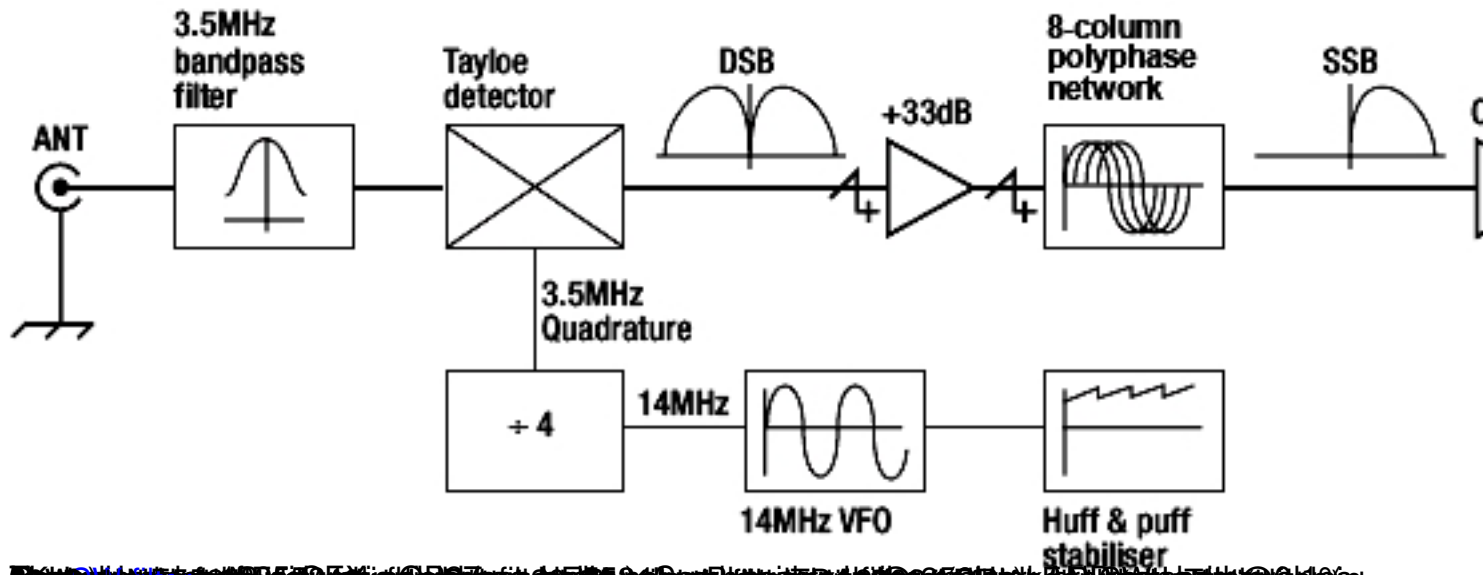 3.5MHz
bandpass
filter
Tayloe
detector
DSB
8-column
polyphase
network
SSB
ANT
+33dB
+
+
3.5MHz
Quadrature
÷ 4
14MHz
14MHz VFO
Huff & puff
stabiliser